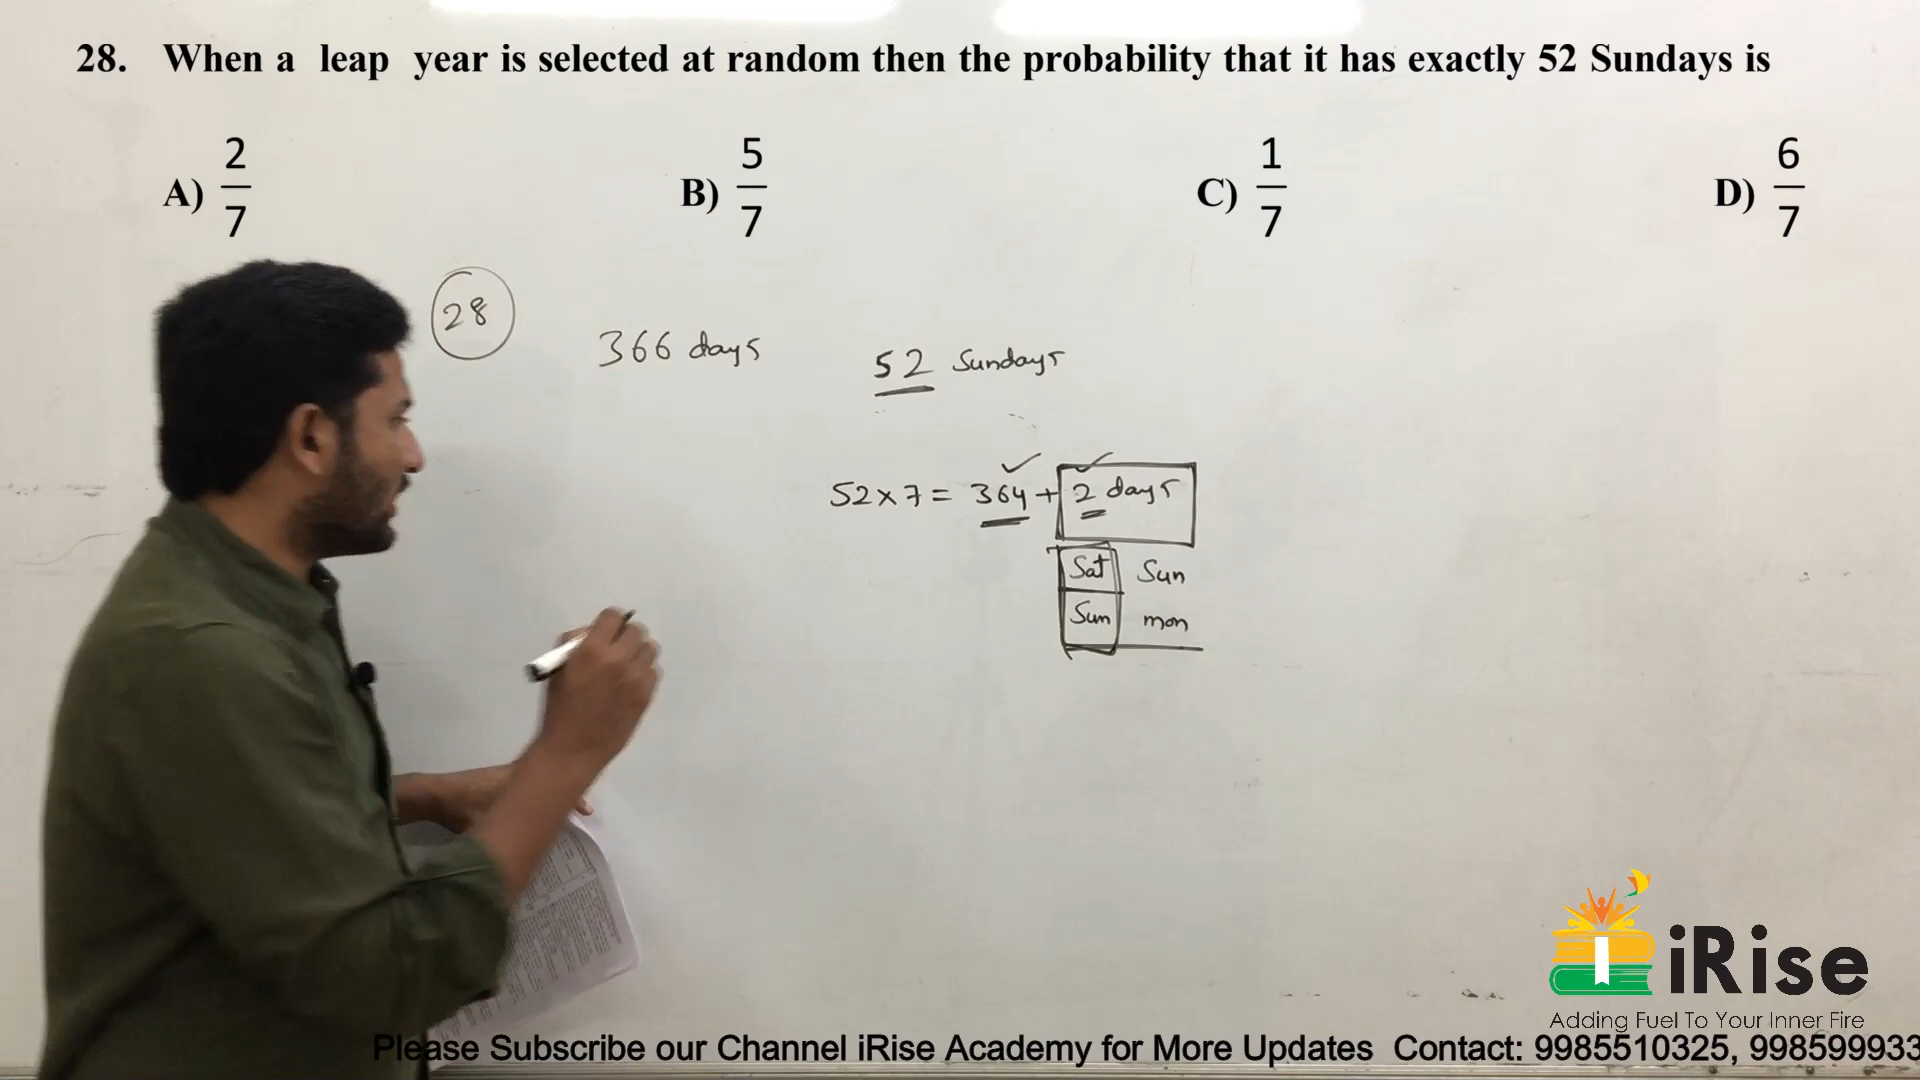 28. When a leap year is selected at random then the probability that it has exactly 52 Sundays is
A) 2/7 B) 5/7 C) 1/7 D) 6/7
28
366 days 52 Sundays
52 x 7 = 364 + 2 days
Sat Sun
Sun mon
iRise
Adding Fuel To Your Inner Fire
Please Subscribe our Channel iRise Academy for More Updates Contact: 9985510325, 998599933